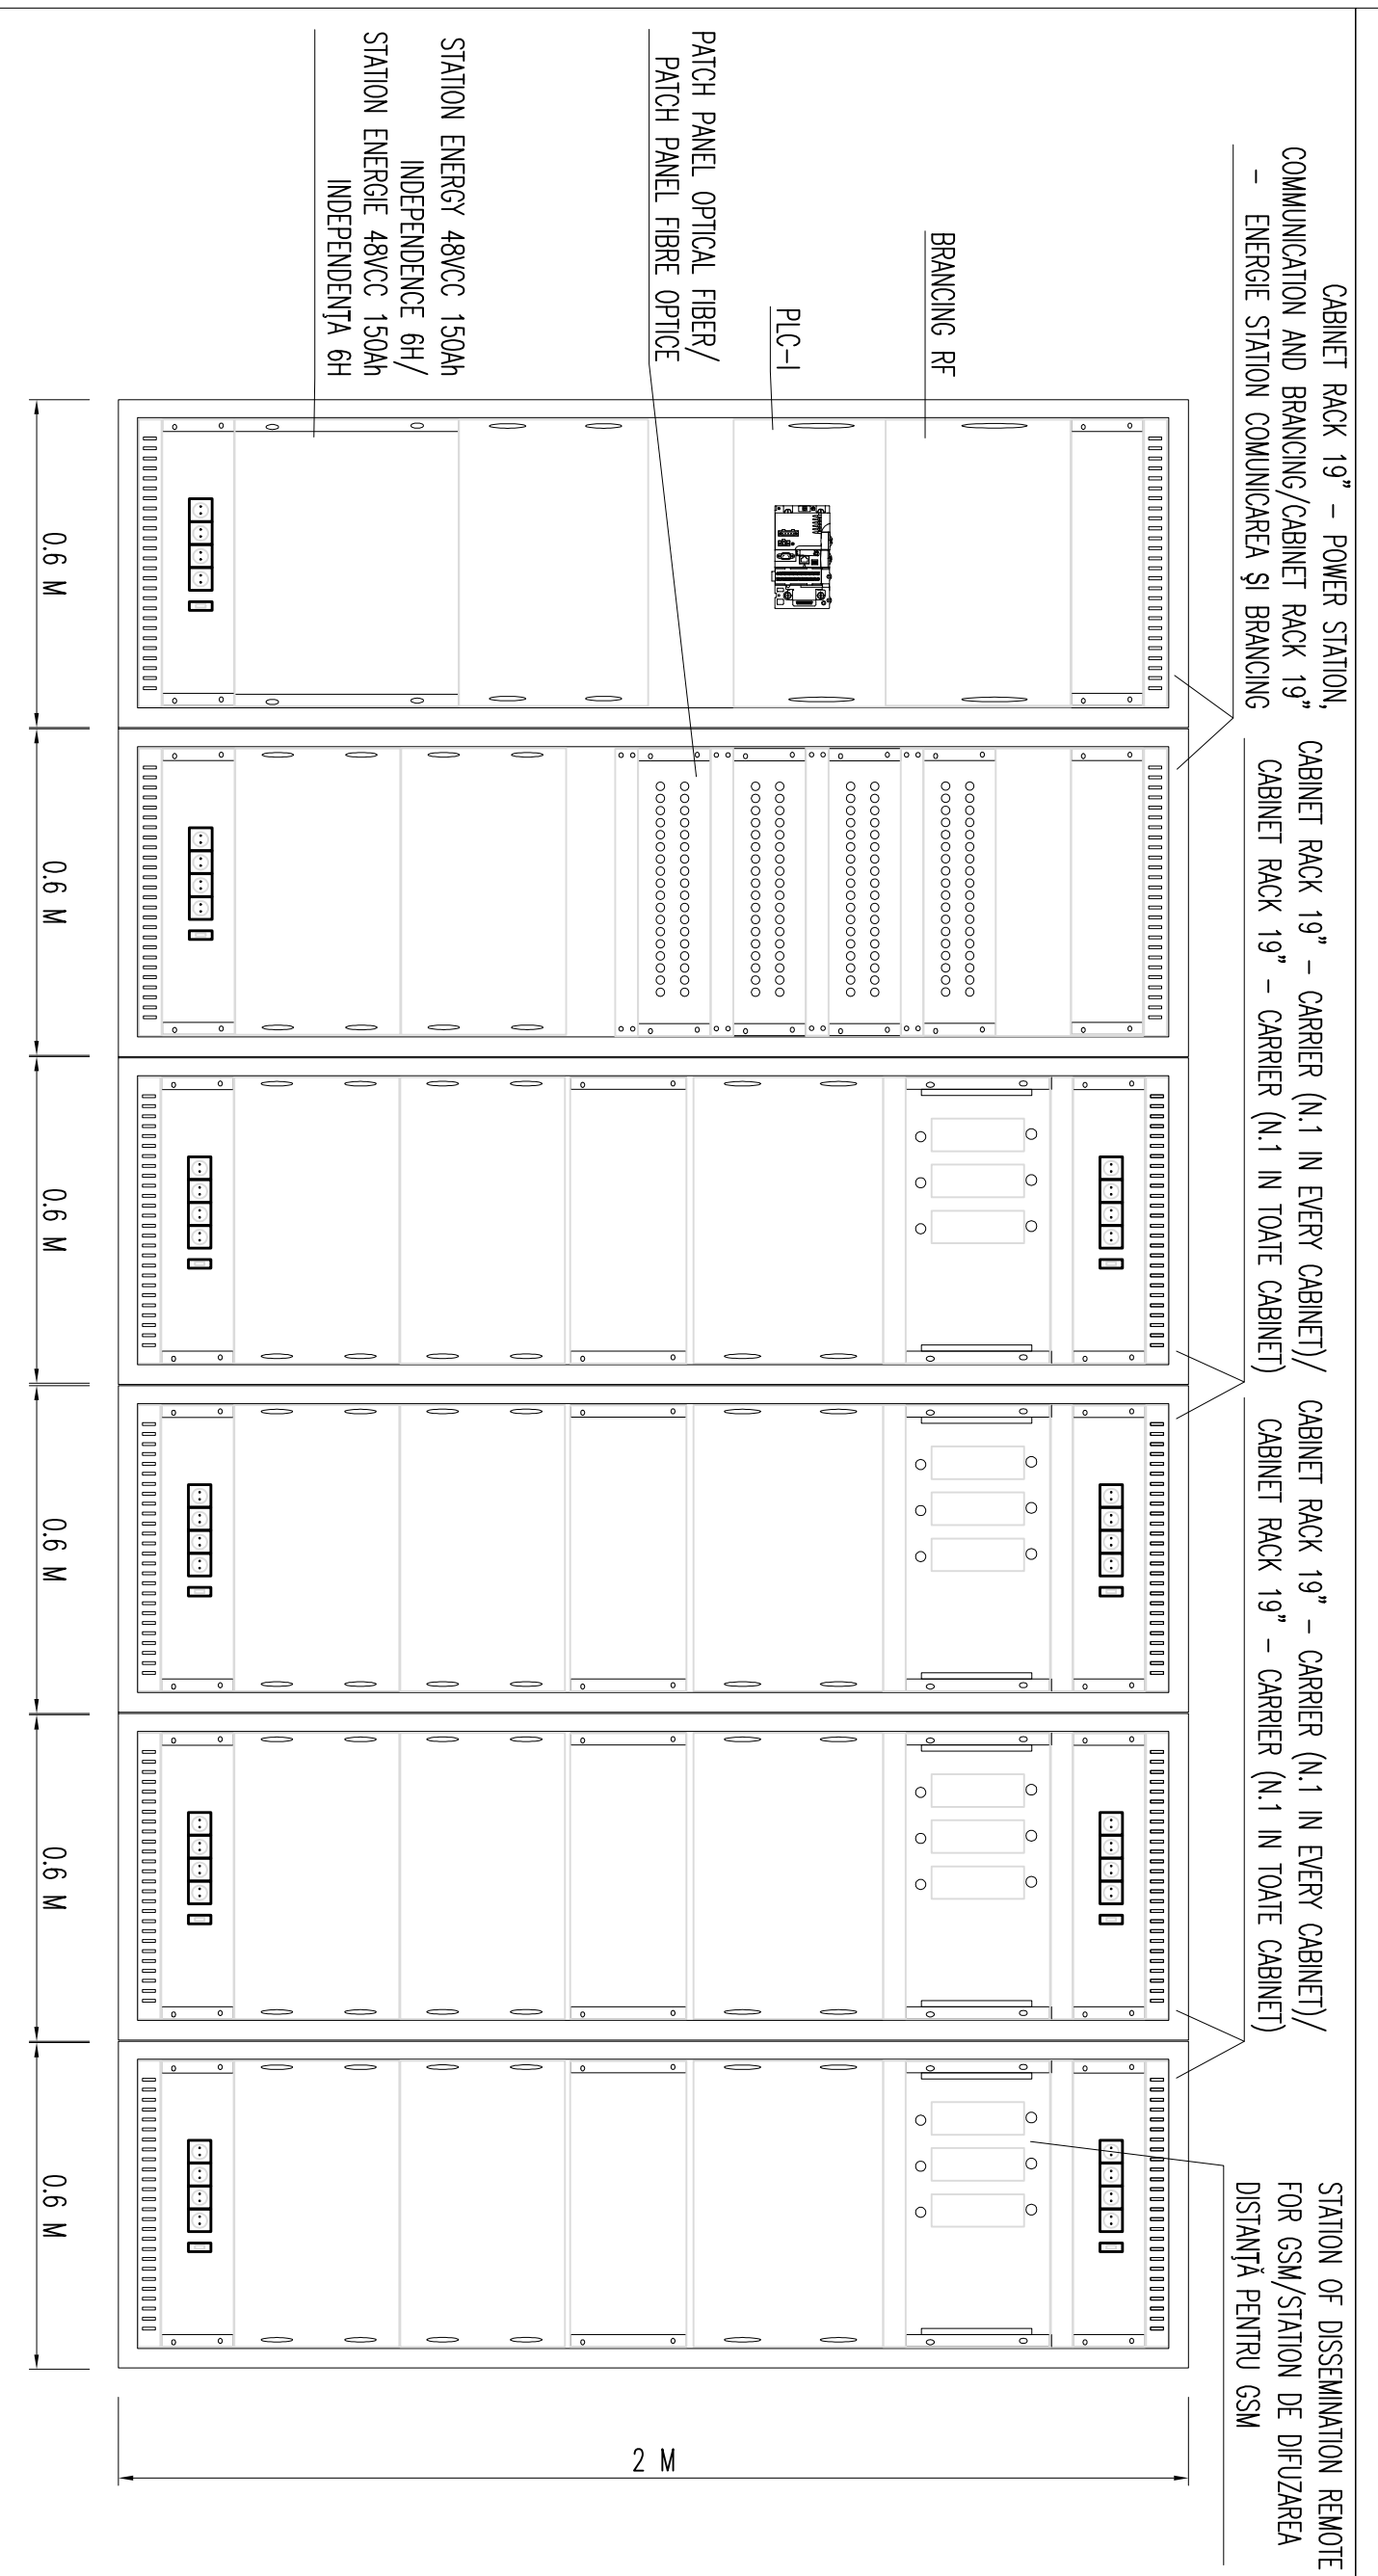 CABINET RACK 19" - POWER STATION,
COMMUNICATION AND BRANCING/CABINET RACK 19"
- ENERGIE STATION COMUNICAREA ŞI BRANCING
CABINET RACK 19" - CARRIER (N.1 IN EVERY CABINET)/
CABINET RACK 19" - CARRIER (N.1 IN TOATE CABINET)
CABINET RACK 19" - CARRIER (N.1 IN EVERY CABINET)/
CABINET RACK 19" - CARRIER (N.1 IN TOATE CABINET)
STATION OF DISSEMINATION REMOTE
FOR GSM/STATION DE DIFUZAREA
DISTANŢĂ PENTRU GSM
BRANCING RF
PLC-I
PATCH PANEL OPTICAL FIBER/
PATCH PANEL FIBRE OPTICE
STATION ENERGY 48VCC 150Ah
INDEPENDENCE 6H/
STATION ENERGIE 48VCC 150Ah
INDEPENDENŢA 6H
2 M
0.6 M
0.6 M
0.6 M
0.6 M
0.6 M
0.6 M